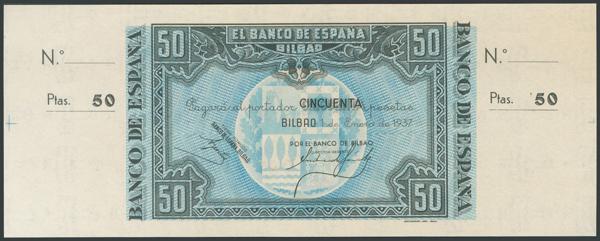 N.º
Ptas. 50
BANCO DE ESPAÑA
50
EL BANCO DE ESPAÑA
BILBAO
50
Pagará al portador CINCUENTA pesetas
BILBAO 1 de Enero de 1937
POR EL BANCO DE BILBAO
50
50
BANCO DE ESPAÑA
N.º
Ptas. 50